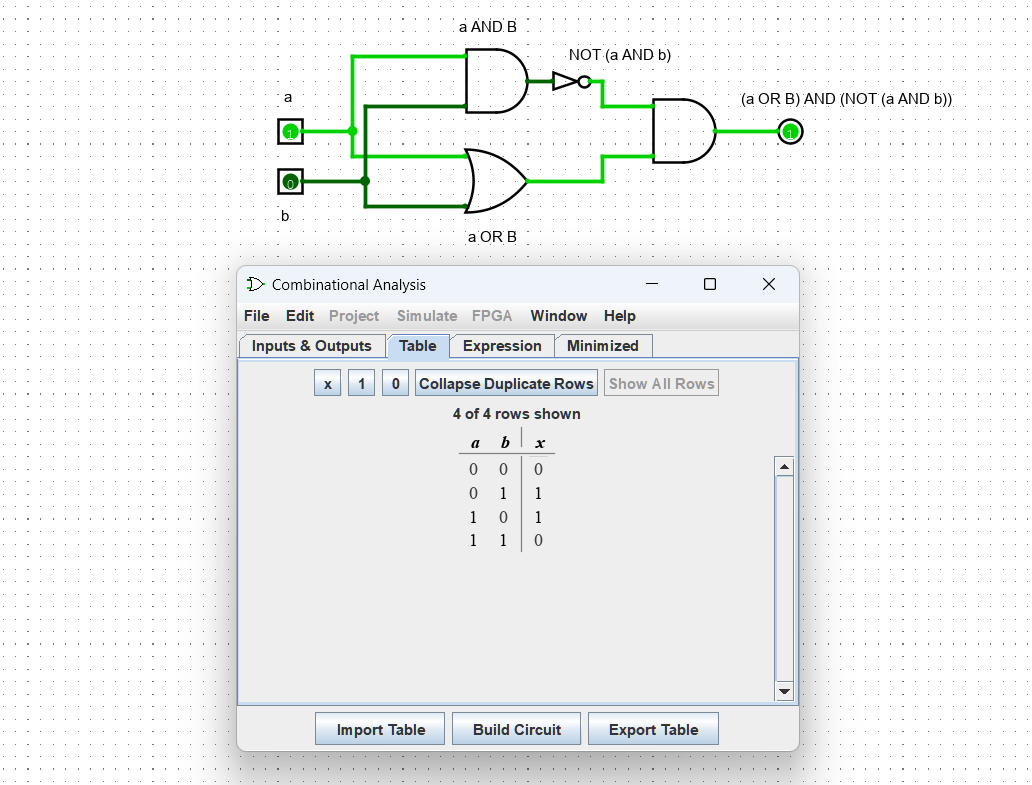 a AND B
NOT (a AND b)
a
(a OR B) AND (NOT (a AND b))
1
1
0
b
a OR B
Combinational Analysis
File Edit Project Simulate FPGA Window Help
Inputs & Outputs Table Expression Minimized
x 1 0 Collapse Duplicate Rows Show All Rows
4 of 4 rows shown
a b x
0 0 0
0 1 1
1 0 1
1 1 0
Import Table Build Circuit Export Table